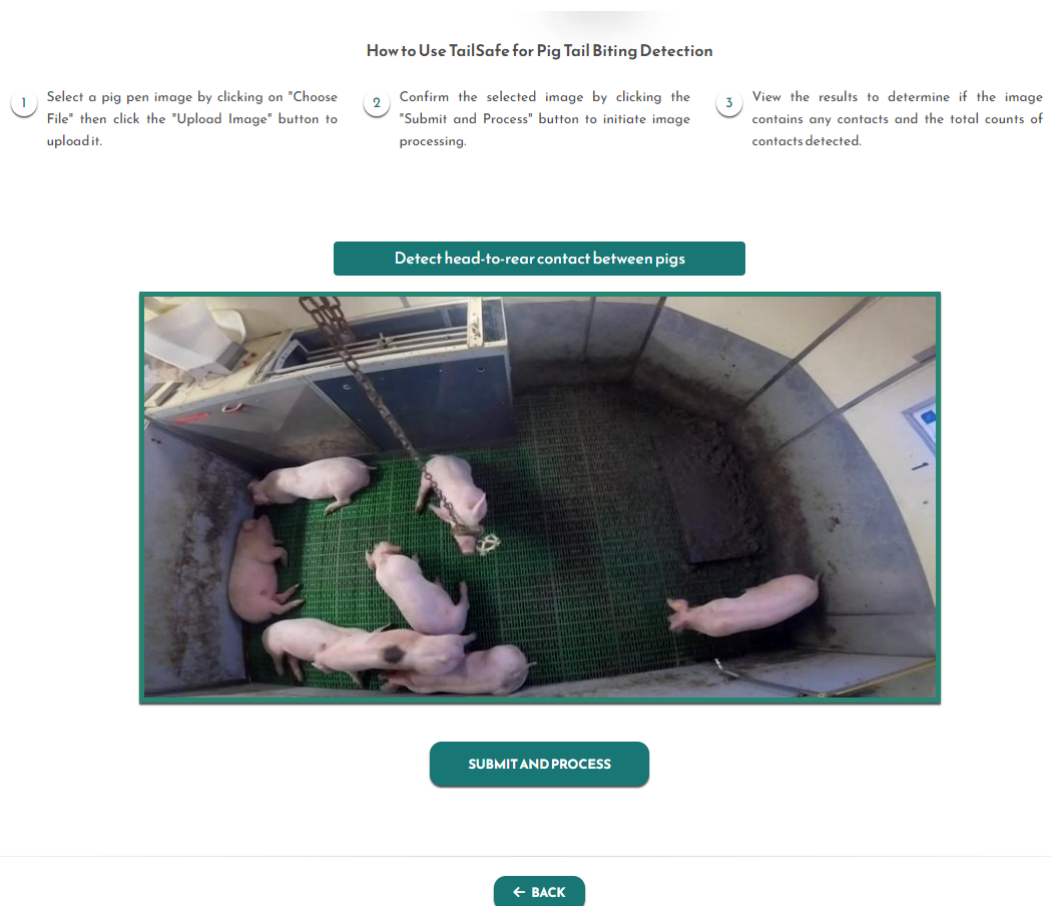 How to Use TailSafe for Pig Tail Biting Detection
1
Select a pig pen image by clicking on "Choose
File" then click the "Upload Image" button to
upload it.
2
Confirm the selected image by clicking the
"Submit and Process" button to initiate image
processing.
3
View the results to determine if the image
contains any contacts and the total counts of
contacts detected.
Detect head-to-rear contact between pigs
SUBMIT AND PROCESS
← BACK